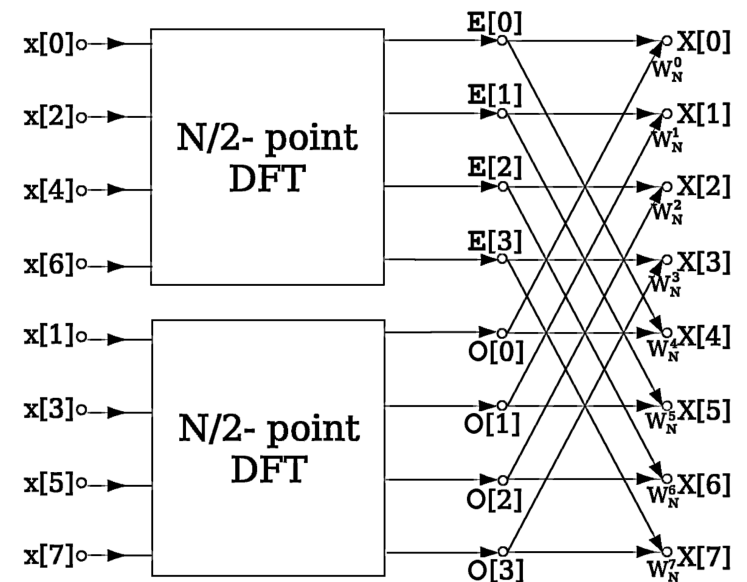 x[0]
x[2]
x[4]
x[6]
N/2- point
DFT
x[1]
x[3]
x[5]
x[7]
N/2- point
DFT
E[0]
E[1]
E[2]
E[3]
O[0]
O[1]
O[2]
O[3]
X[0]
W_N^0
X[1]
W_N^1
X[2]
W_N^2
X[3]
W_N^3
X[4]
W_N^4
X[5]
W_N^5
X[6]
W_N^6
X[7]
W_N^7